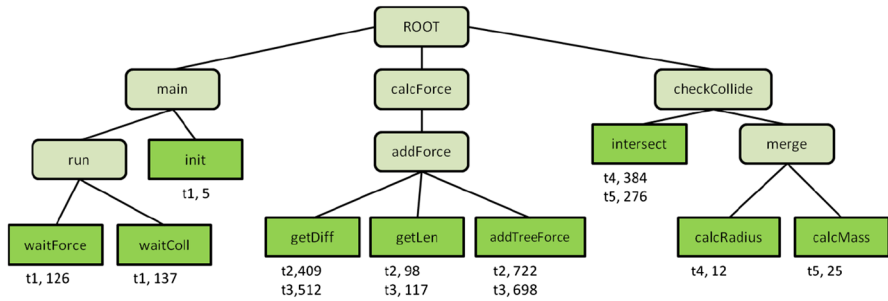 ROOT
main
calcForce
checkCollide
run
init
addForce
intersect
merge
t1, 5
t4, 384
t5, 276
waitForce
waitColl
getDiff
getLen
addTreeForce
calcRadius
calcMass
t1, 126
t1, 137
t2,409
t3,512
t2, 98
t3, 117
t2, 722
t3, 698
t4, 12
t5, 25